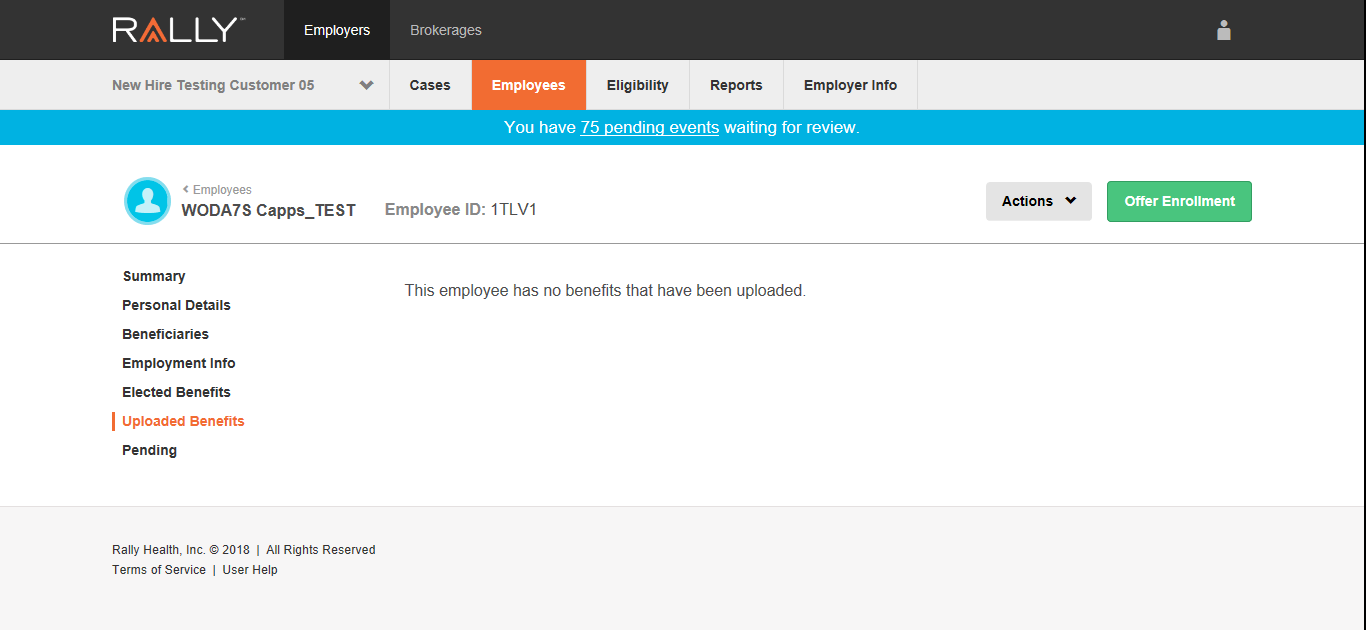 RALLY™ Employers Brokerages
New Hire Testing Customer 05 Cases Employees Eligibility Reports Employer Info
You have 75 pending events waiting for review.
Employees
WODA7S Capps_TEST Employee ID: 1TLV1 Actions Offer Enrollment
Summary
Personal Details
Beneficiaries
Employment Info
Elected Benefits
Uploaded Benefits
Pending
This employee has no benefits that have been uploaded.
Rally Health, Inc. © 2018 | All Rights Reserved
Terms of Service | User Help